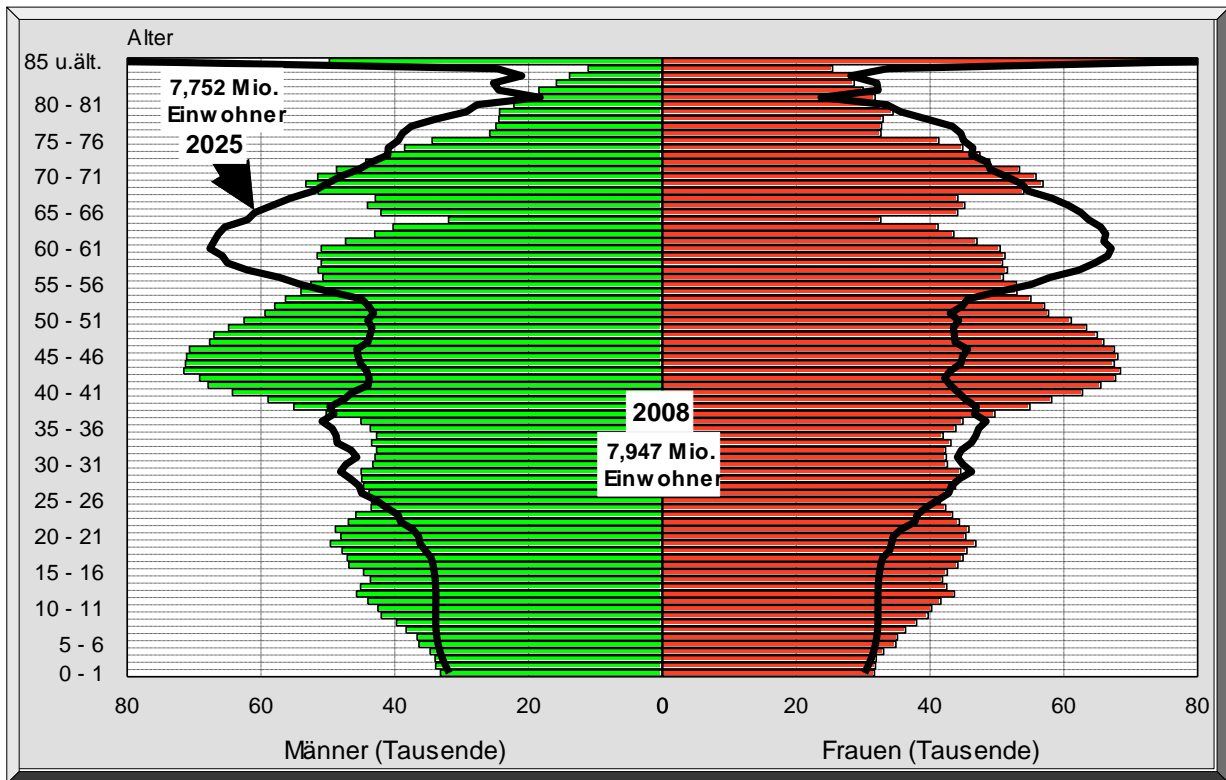 Alter
85 u.ält.
80 - 81
75 - 76
70 - 71
65 - 66
60 - 61
55 - 56
50 - 51
45 - 46
40 - 41
35 - 36
30 - 31
25 - 26
20 - 21
15 - 16
10 - 11
5 - 6
0 - 1
7,752 Mio.
Einwohner
2025
2008
7,947 Mio.
Einwohner
80 60 40 20 0 20 40 60 80
Männer (Tausende) Frauen (Tausende)